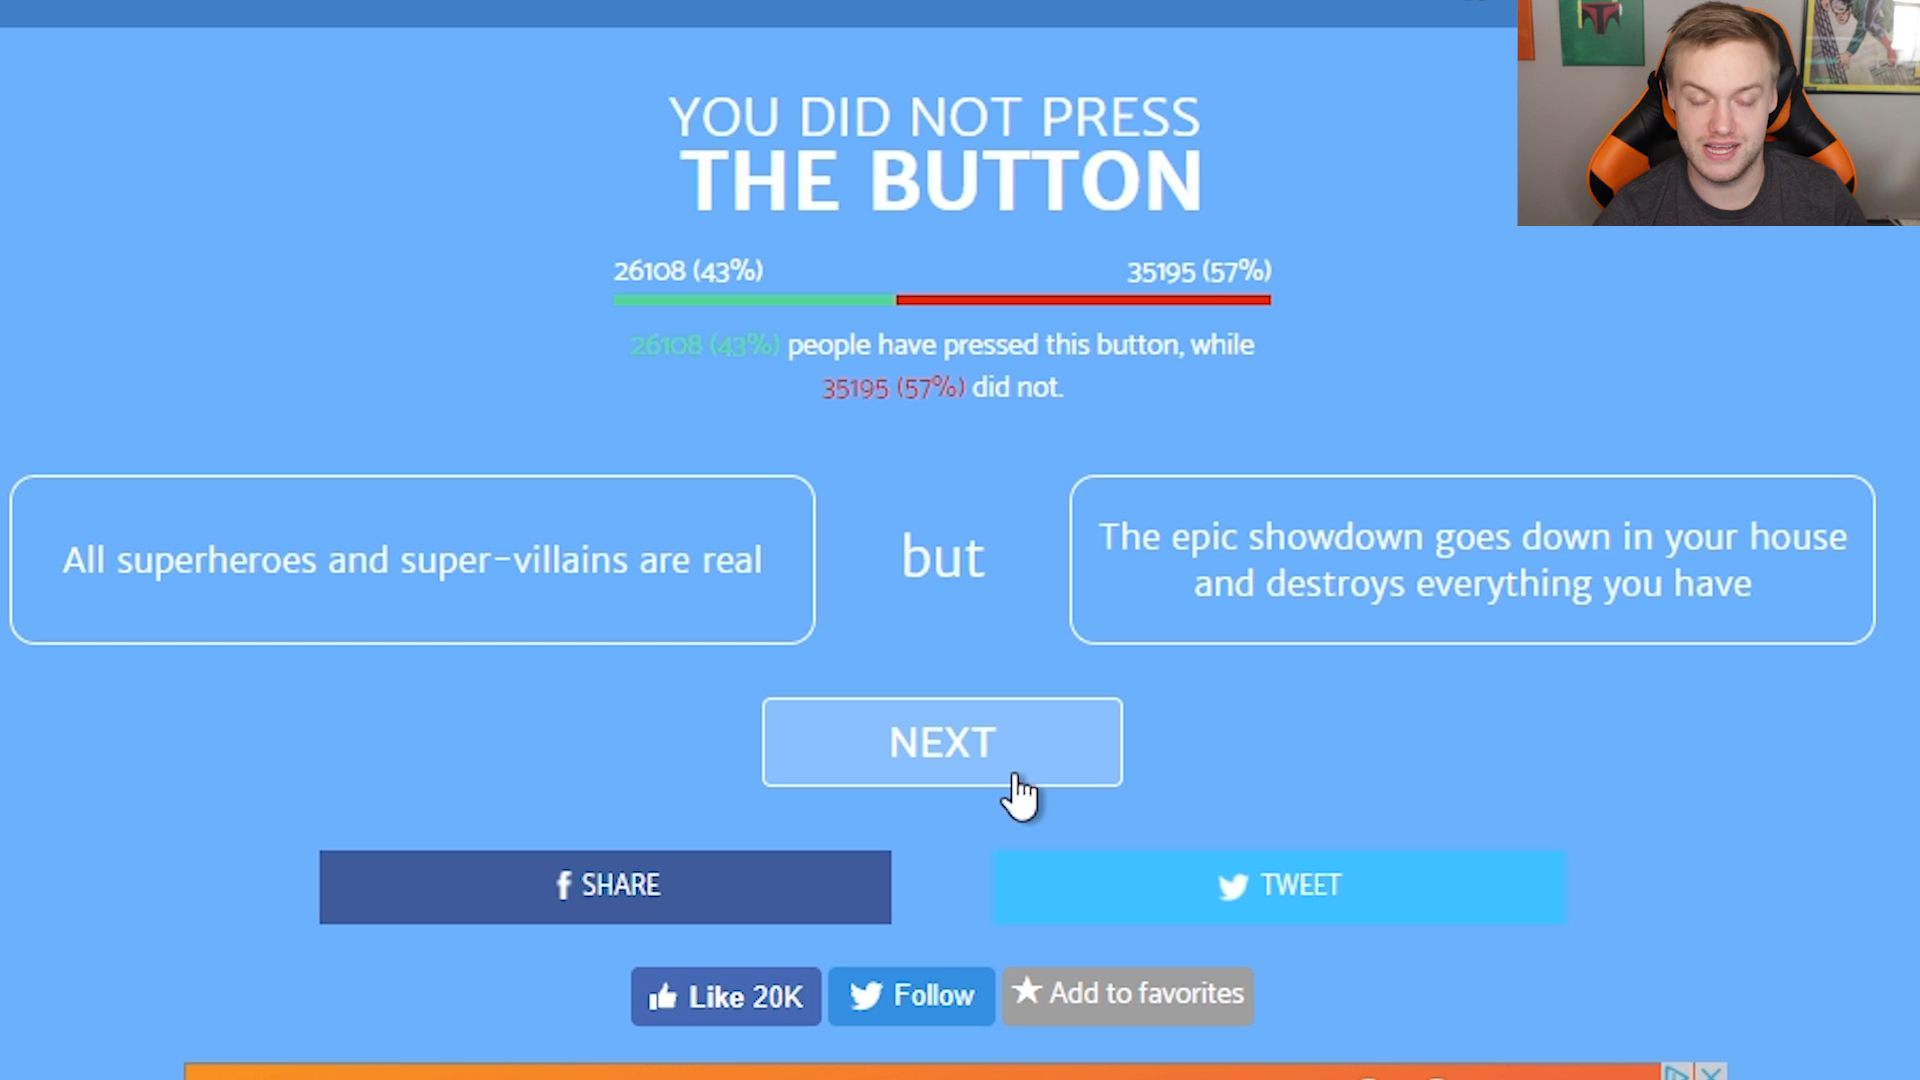 YOU DID NOT PRESS
THE BUTTON
26108 (43%) 35195 (57%)
26108 (43%) people have pressed this button, while
35195 (57%) did not.
All superheroes and super-villains are real
but
The epic showdown goes down in your house
and destroys everything you have
NEXT
f SHARE
TWEET
Like 20K
Follow
Add to favorites